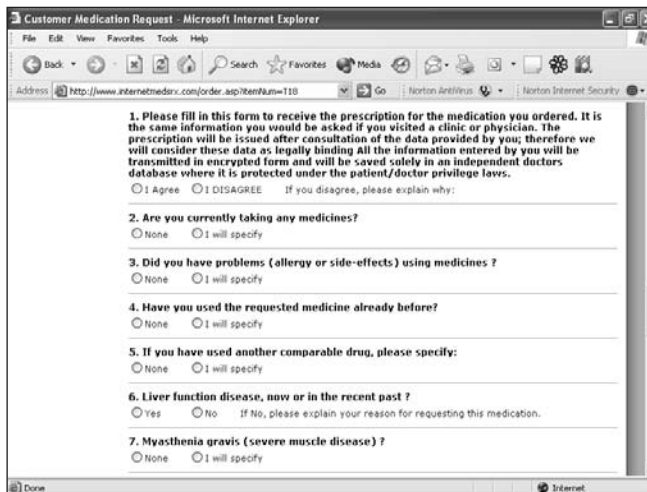 Customer Medication Request - Microsoft Internet Explorer
File Edit View Favorites Tools Help
Back Search Favorites Media
Address http://www.internetmedsrx.com/order.asp?itemNum=T18 Go Norton AntiVirus Norton Internet Security
1. Please fill in this form to receive the prescription for the medication you ordered. It is
the same information you would be asked if you visited a clinic or physician. The
prescription will be issued after consultation of the data provided by you; therefore we
will consider these data as legally binding All the information entered by you will be
transmitted in encrypted form and will be saved solely in an independent doctors
database where it is protected under the patient/doctor privilege laws.
I Agree I DISAGREE If you disagree, please explain why:
2. Are you currently taking any medicines?
None I will specify
3. Did you have problems (allergy or side-effects) using medicines ?
None I will specify
4. Have you used the requested medicine already before?
None I will specify
5. If you have used another comparable drug, please specify:
None I will specify
6. Liver function disease, now or in the recent past ?
Yes No If No, please explain your reason for requesting this medication.
7. Myasthenia gravis (severe muscle disease) ?
None I will specify
Done Internet